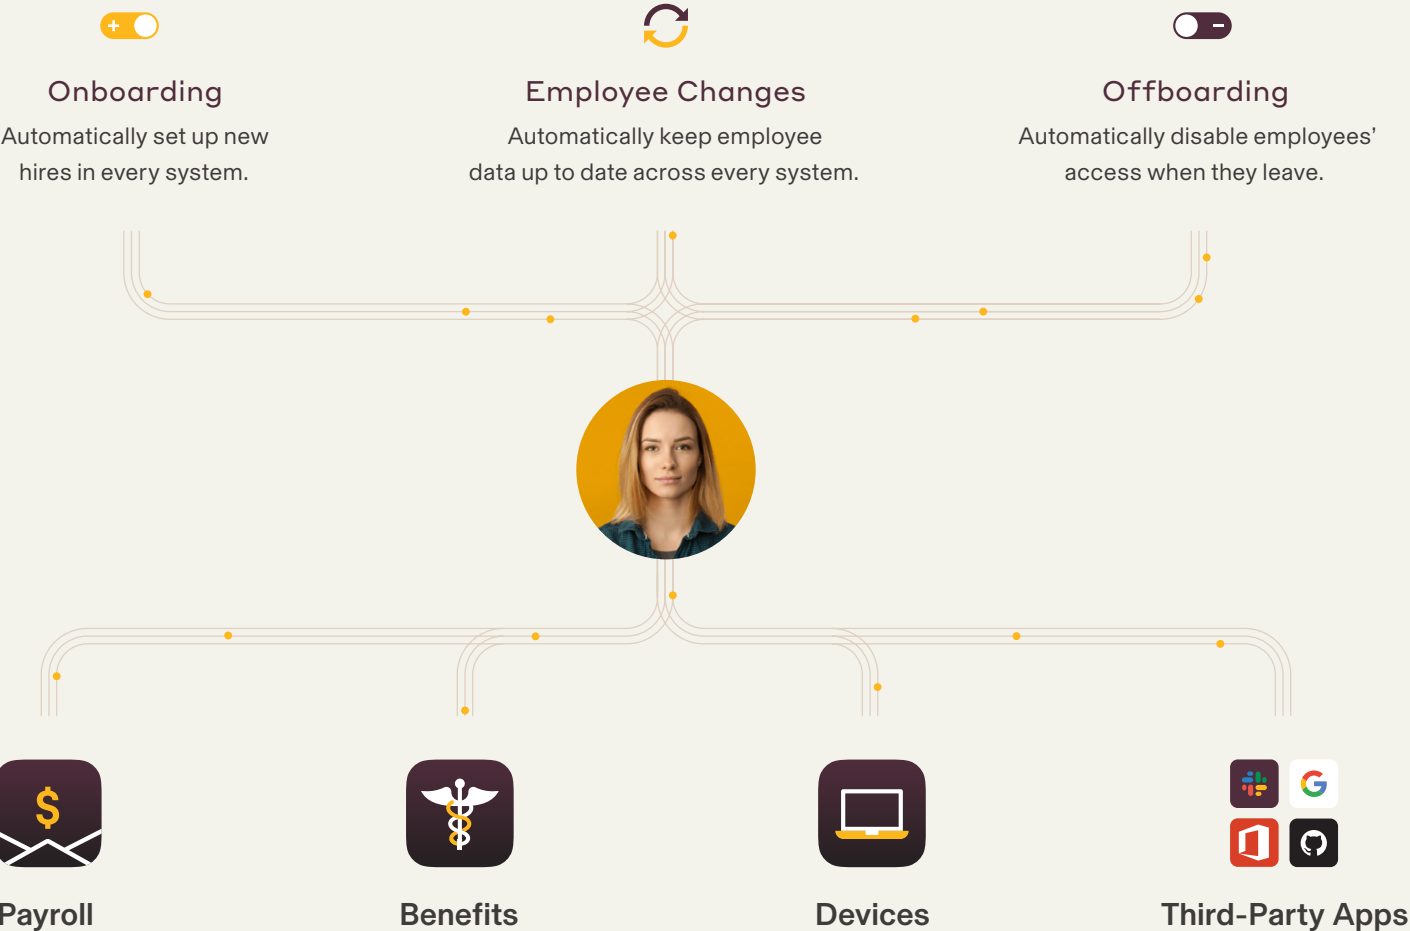 Onboarding
Automatically set up new
hires in every system.
Employee Changes
Automatically keep employee
data up to date across every system.
Offboarding
Automatically disable employees’
access when they leave.
$
Payroll
Benefits
Devices
G
Third-Party Apps